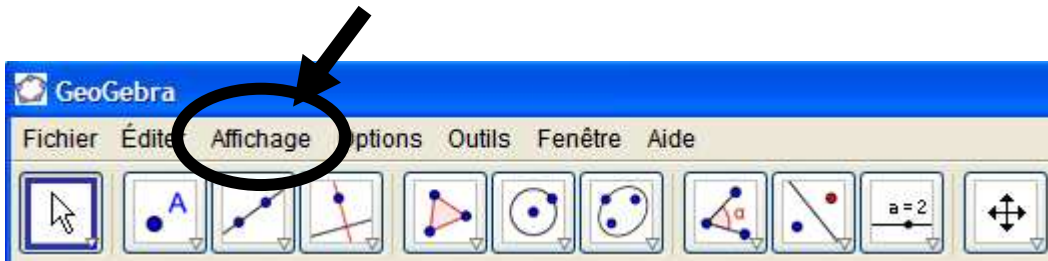 GeoGebra
Fichier Éditer Affichage Options Outils Fenêtre Aide
A α a = 2